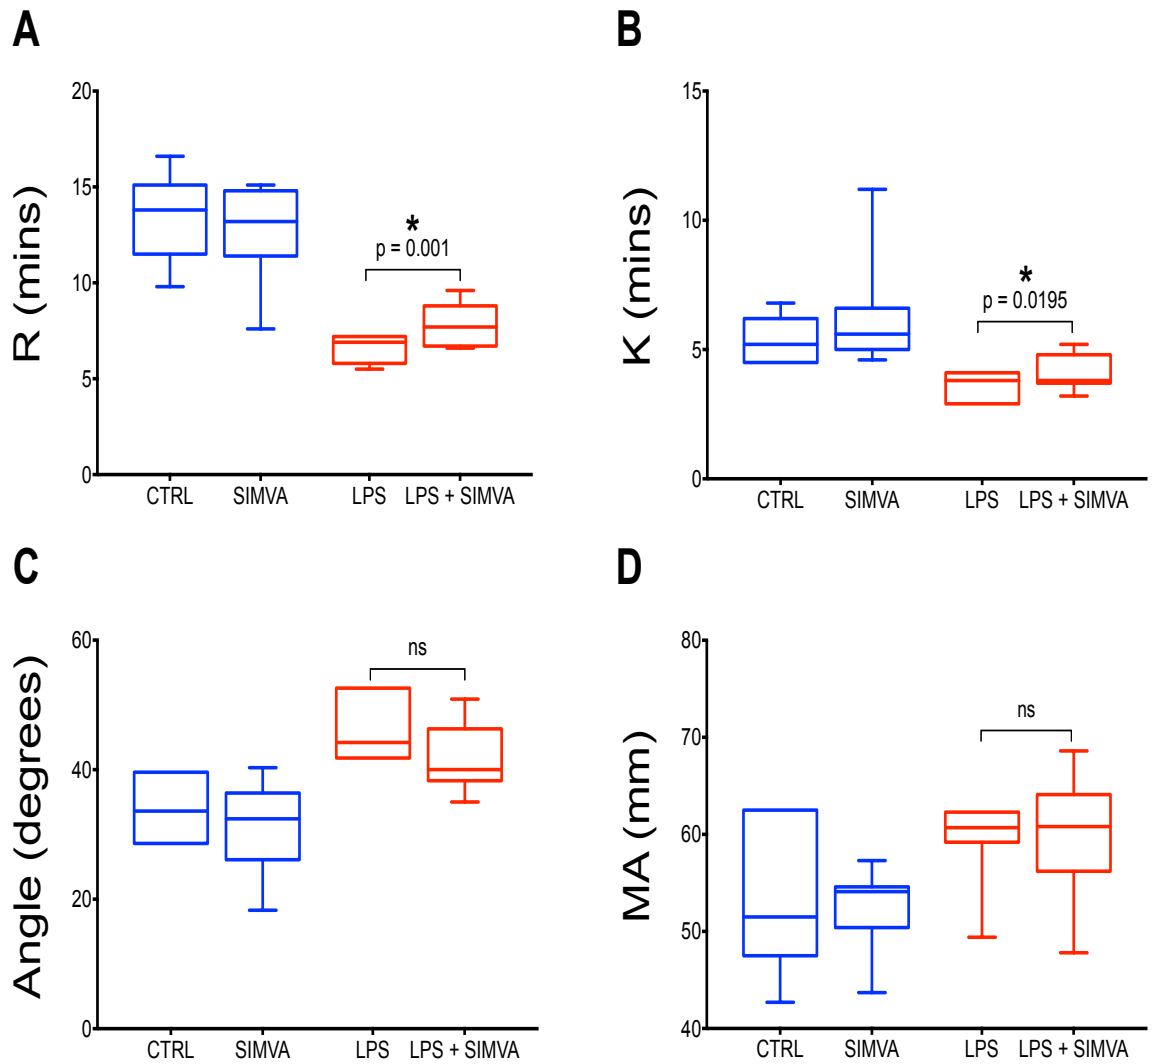 A
R (mins)
20
15
10
5
0
*
p = 0.001
CTRL SIMVA LPS LPS + SIMVA
B
K (mins)
15
10
5
0
*
p = 0.0195
CTRL SIMVA LPS LPS + SIMVA
C
Angle (degrees)
60
40
20
0
ns
CTRL SIMVA LPS LPS + SIMVA
D
MA (mm)
80
70
60
50
40
ns
CTRL SIMVA LPS LPS + SIMVA